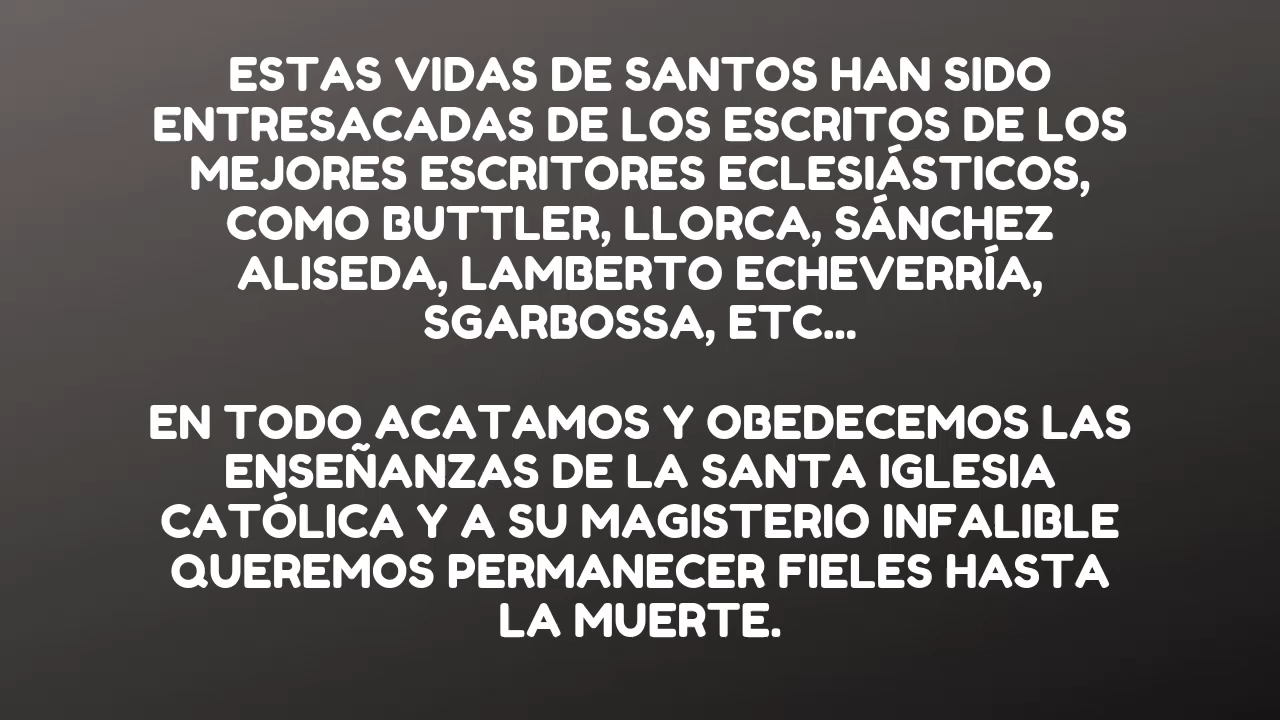 ESTAS VIDAS DE SANTOS HAN SIDO
ENTRESACADAS DE LOS ESCRITOS DE LOS
MEJORES ESCRITORES ECLESIÁSTICOS,
COMO BUTTLER, LLORCA, SÁNCHEZ
ALISEDA, LAMBERTO ECHEVERRÍA,
SGARBOSSA, ETC...
EN TODO ACATAMOS Y OBEDECEMOS LAS
ENSEÑANZAS DE LA SANTA IGLESIA
CATÓLICA Y A SU MAGISTERIO INFALIBLE
QUEREMOS PERMANECER FIELES HASTA
LA MUERTE.